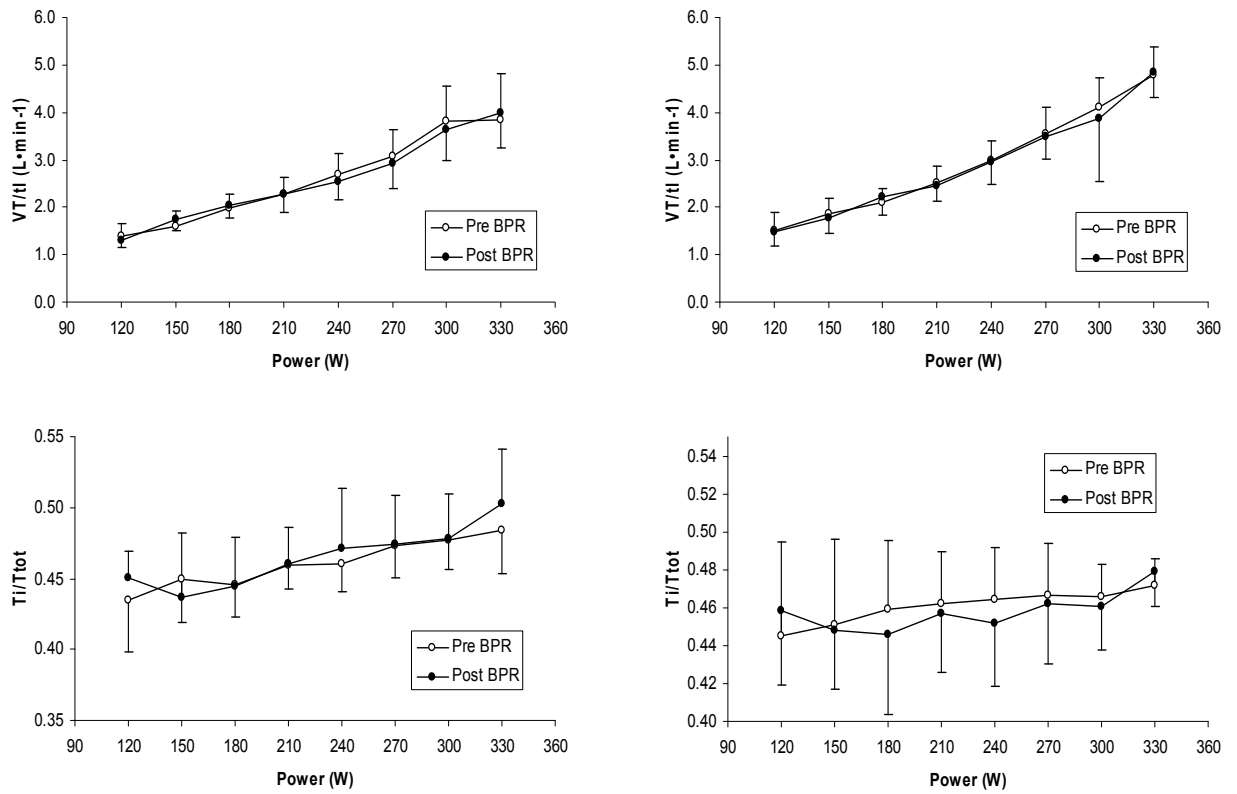 6.0
5.0
4.0
3.0
2.0
1.0
0.0
VT/tI (L•min-1)
Pre BPR
Post BPR
90 120 150 180 210 240 270 300 330 360
Power (W)
6.0
5.0
4.0
3.0
2.0
1.0
0.0
VT/tI (L•min-1)
Pre BPR
Post BPR
90 120 150 180 210 240 270 300 330 360
Power (W)
0.55
0.50
0.45
0.40
0.35
Ti/Ttot
Pre BPR
Post BPR
90 120 150 180 210 240 270 300 330 360
Power (W)
0.54
0.52
0.50
0.48
0.46
0.44
0.42
0.40
Ti/Ttot
Pre BPR
Post BPR
90 120 150 180 210 240 270 300 330 360
Power (W)